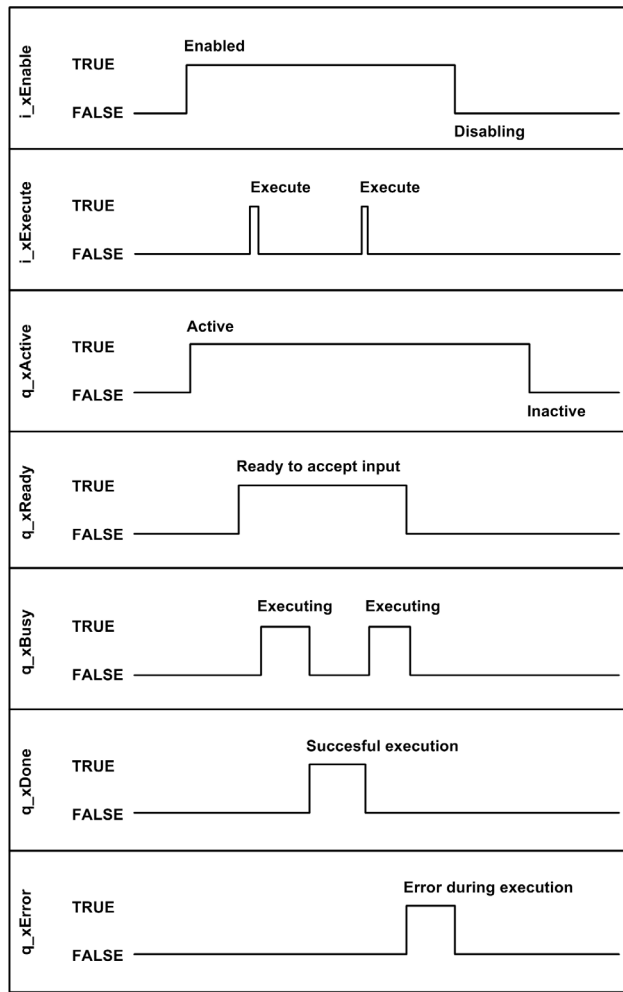 i_xEnable
Enabled
TRUE
FALSE
Disabling
i_xExecute
Execute Execute
TRUE
FALSE
q_xActive
Active
TRUE
FALSE
Inactive
q_xReady
Ready to accept input
TRUE
FALSE
q_xBusy
Executing Executing
TRUE
FALSE
q_xDone
Succesful execution
TRUE
FALSE
q_xError
Error during execution
TRUE
FALSE